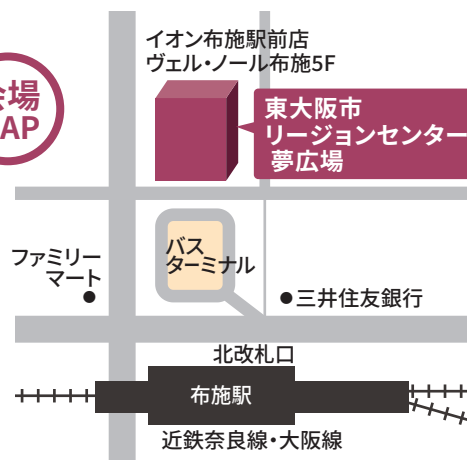 イオン布施駅前店
ヴェル・ノール布施5F
会場
MAP
東大阪市
リージョンセンター
夢広場
バス
ターミナル
ファミリー
マート
三井住友銀行
北改札口
布施駅
近鉄奈良線・大阪線